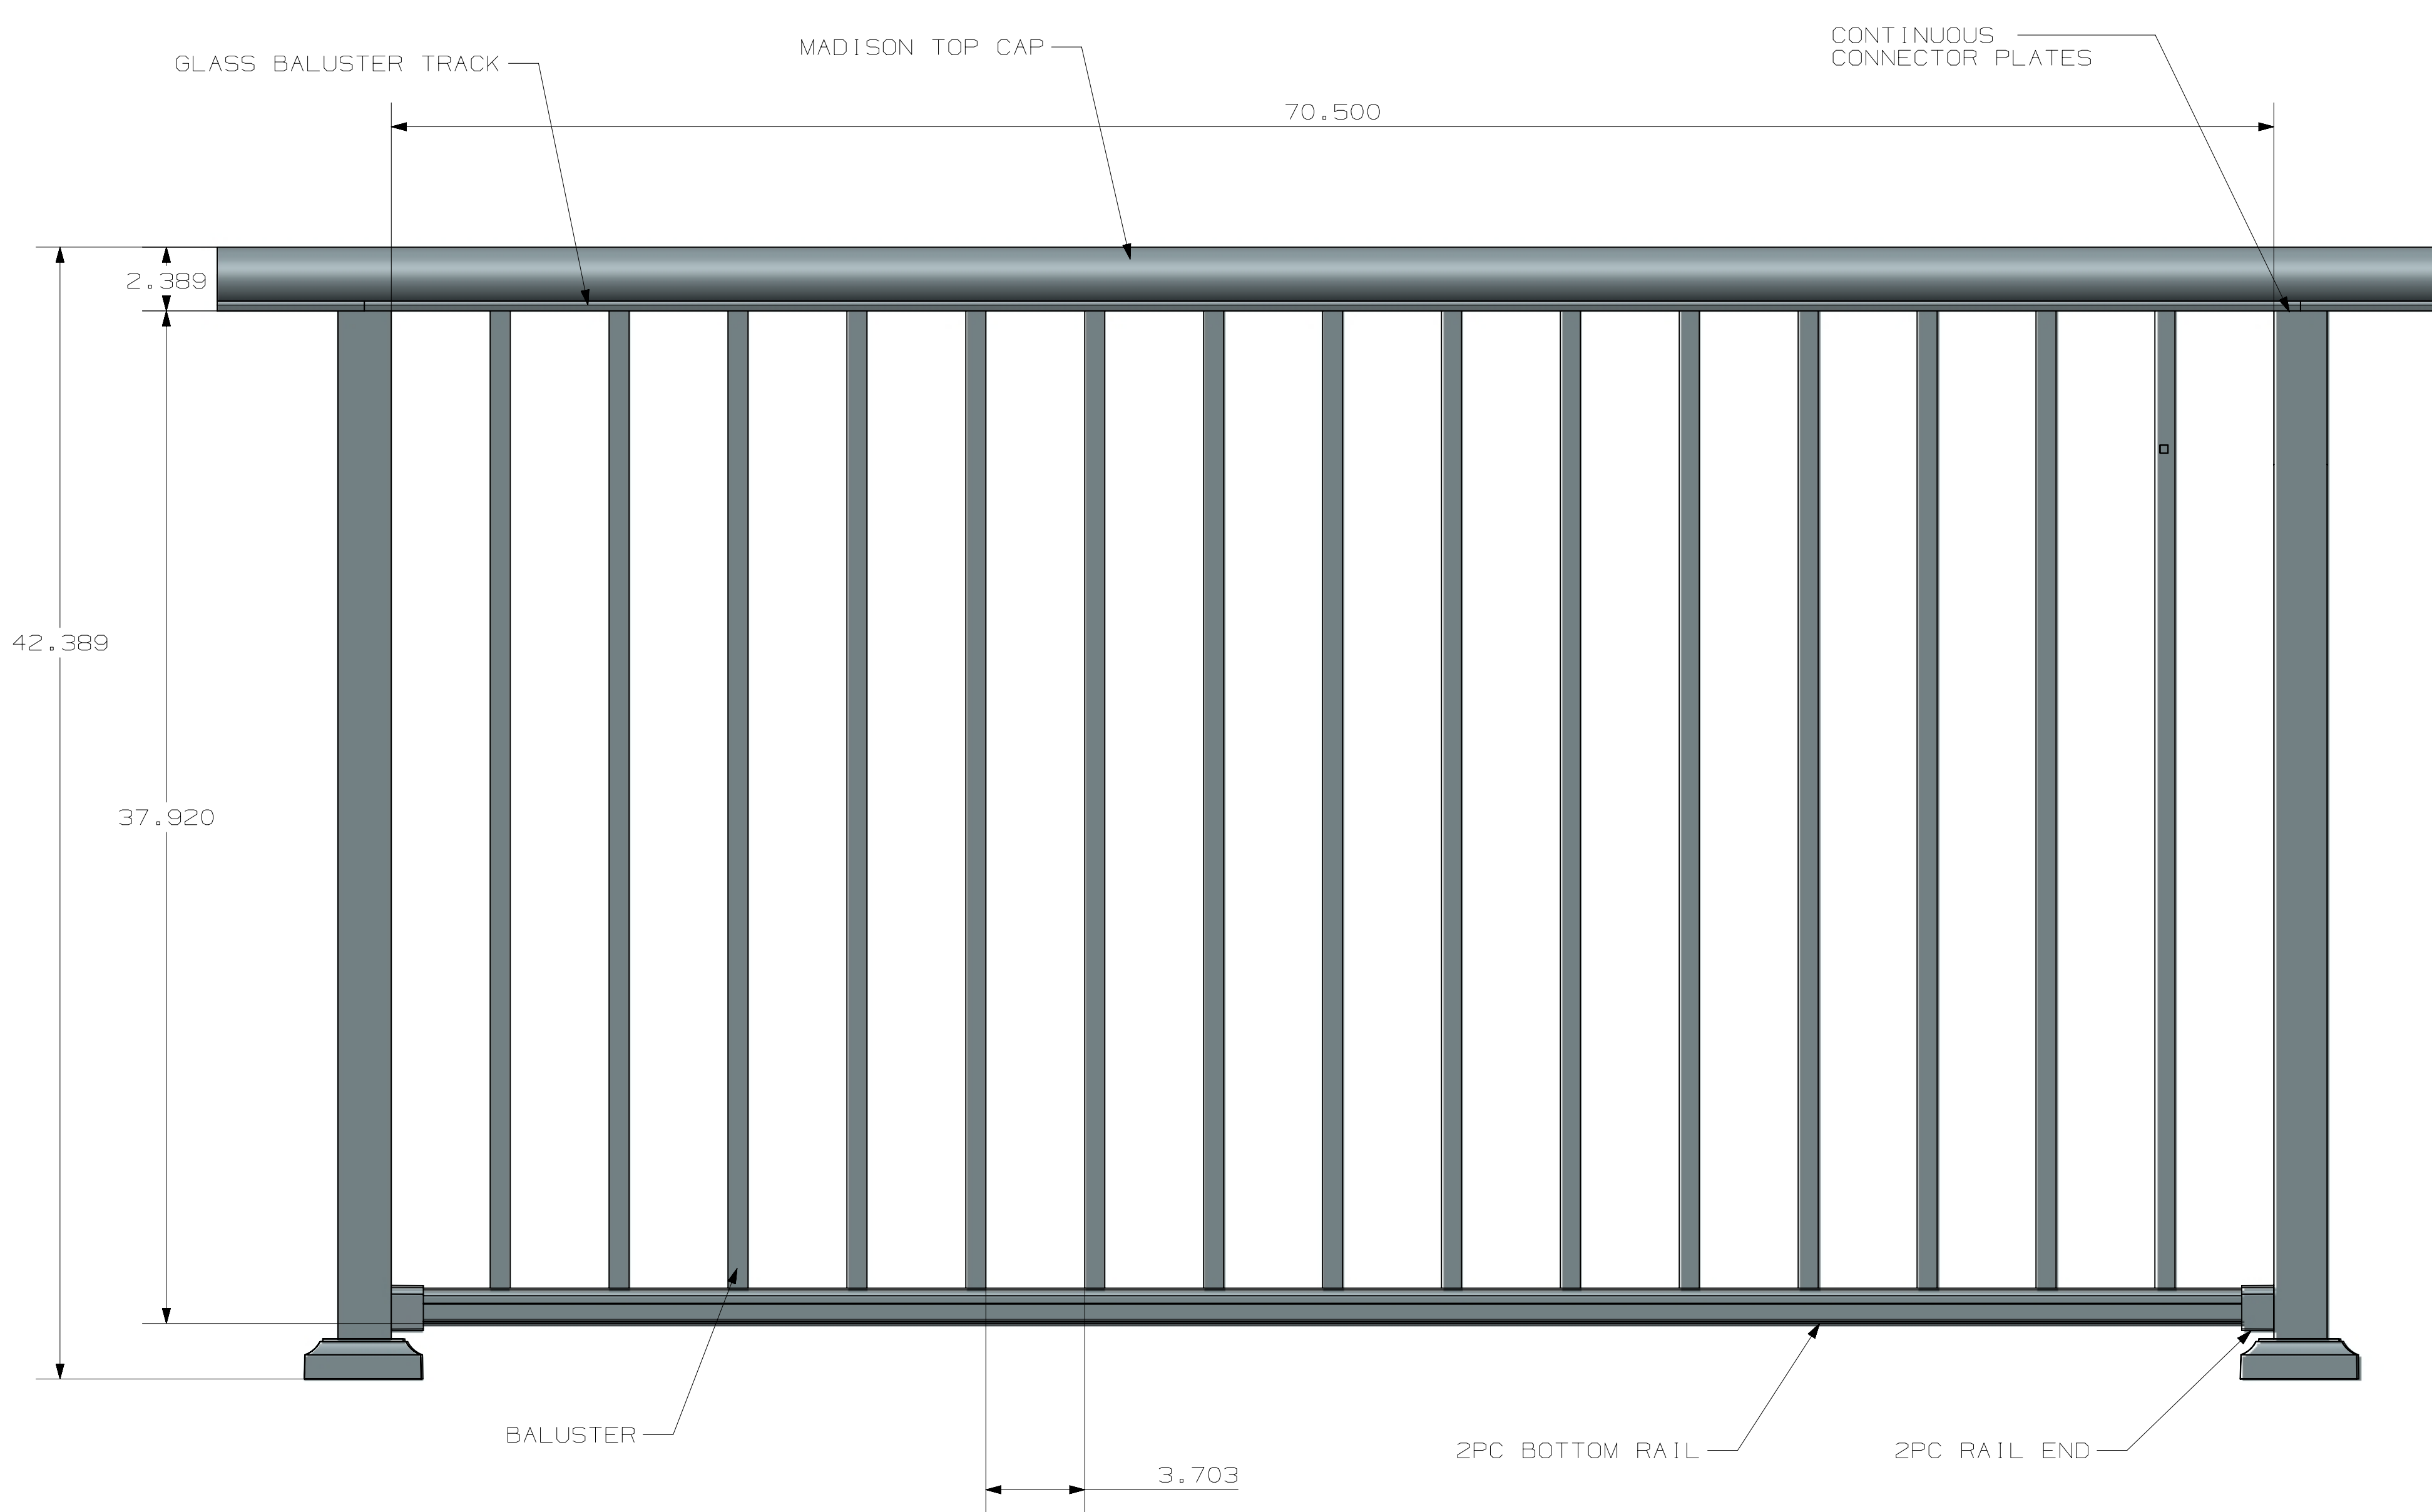 CONTINUOUS
CONNECTOR PLATES
MADISON TOP CAP
GLASS BALUSTER TRACK
70.500
2.389
42.389
37.920
BALUSTER
2PC BOTTOM RAIL
2PC RAIL END
3.703